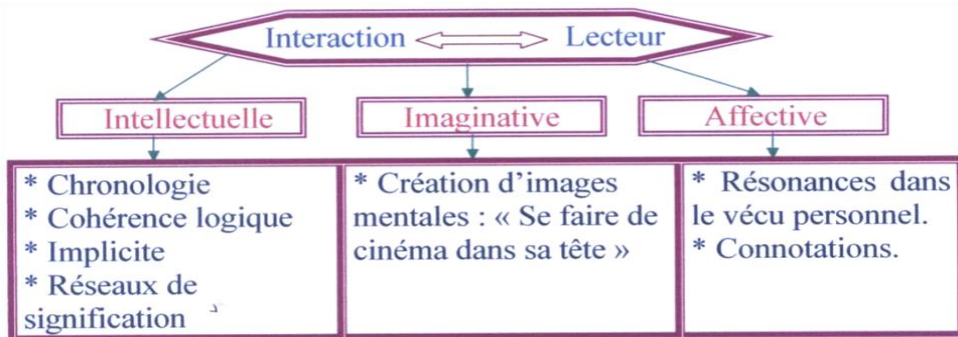 Interaction Lecteur
Intellectuelle
Imaginative
Affective
* Chronologie
* Cohérence logique
* Implicite
* Réseaux de
signification
* Création d'images
mentales : « Se faire de
cinéma dans sa tête »
* Résonances dans
le vécu personnel.
* Connotations.